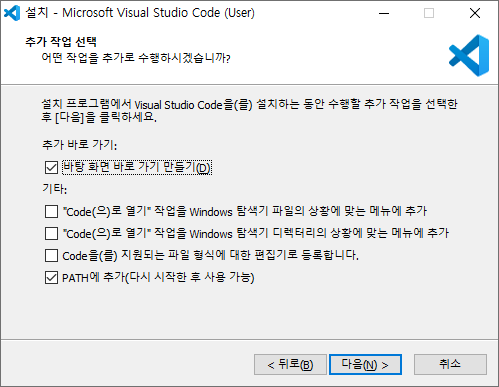 설치 - Microsoft Visual Studio Code (User)
추가 작업 선택
어떤 작업을 추가로 수행하시겠습니까?
설치 프로그램에서 Visual Studio Code을(를) 설치하는 동안 수행할 추가 작업을 선택한
후 [다음]을 클릭하세요.
추가 바로 가기:
바탕 화면 바로 가기 만들기(D)
기타:
"Code(으)로 열기" 작업을 Windows 탐색기 파일의 상황에 맞는 메뉴에 추가
"Code(으)로 열기" 작업을 Windows 탐색기 디렉터리의 상황에 맞는 메뉴에 추가
Code을(를) 지원되는 파일 형식에 대한 편집기로 등록합니다.
PATH에 추가(다시 시작한 후 사용 가능)
< 뒤로(B) 다음(N) > 취소